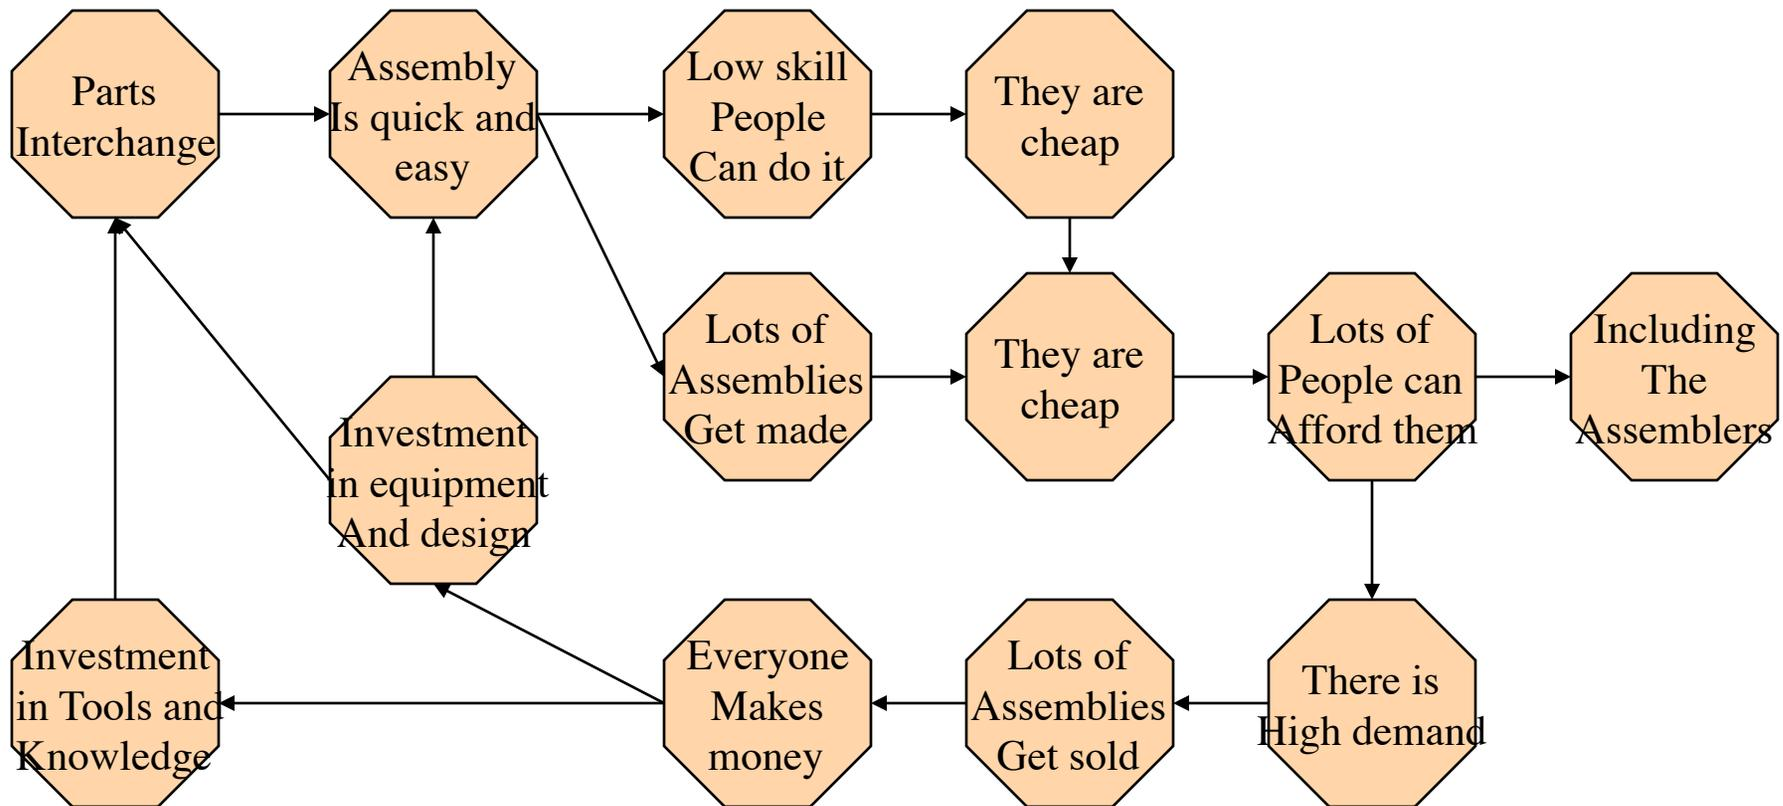 Parts
Interchange
Assembly
Is quick and
easy
Low skill
People
Can do it
They are
cheap
Lots of
Assemblies
Get made
They are
cheap
Lots of
People can
Afford them
Including
The
Assemblers
Investment
in equipment
And design
Investment
in Tools and
Knowledge
Everyone
Makes
money
Lots of
Assemblies
Get sold
There is
High demand